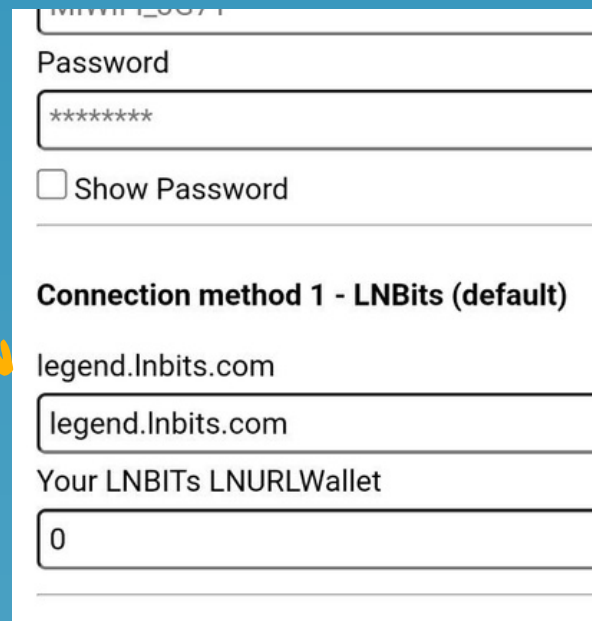 Password
********
Show Password
Connection method 1 - LNBits (default)
legend.lnbits.com
legend.lnbits.com
Your LNBITs LNURLWallet
0